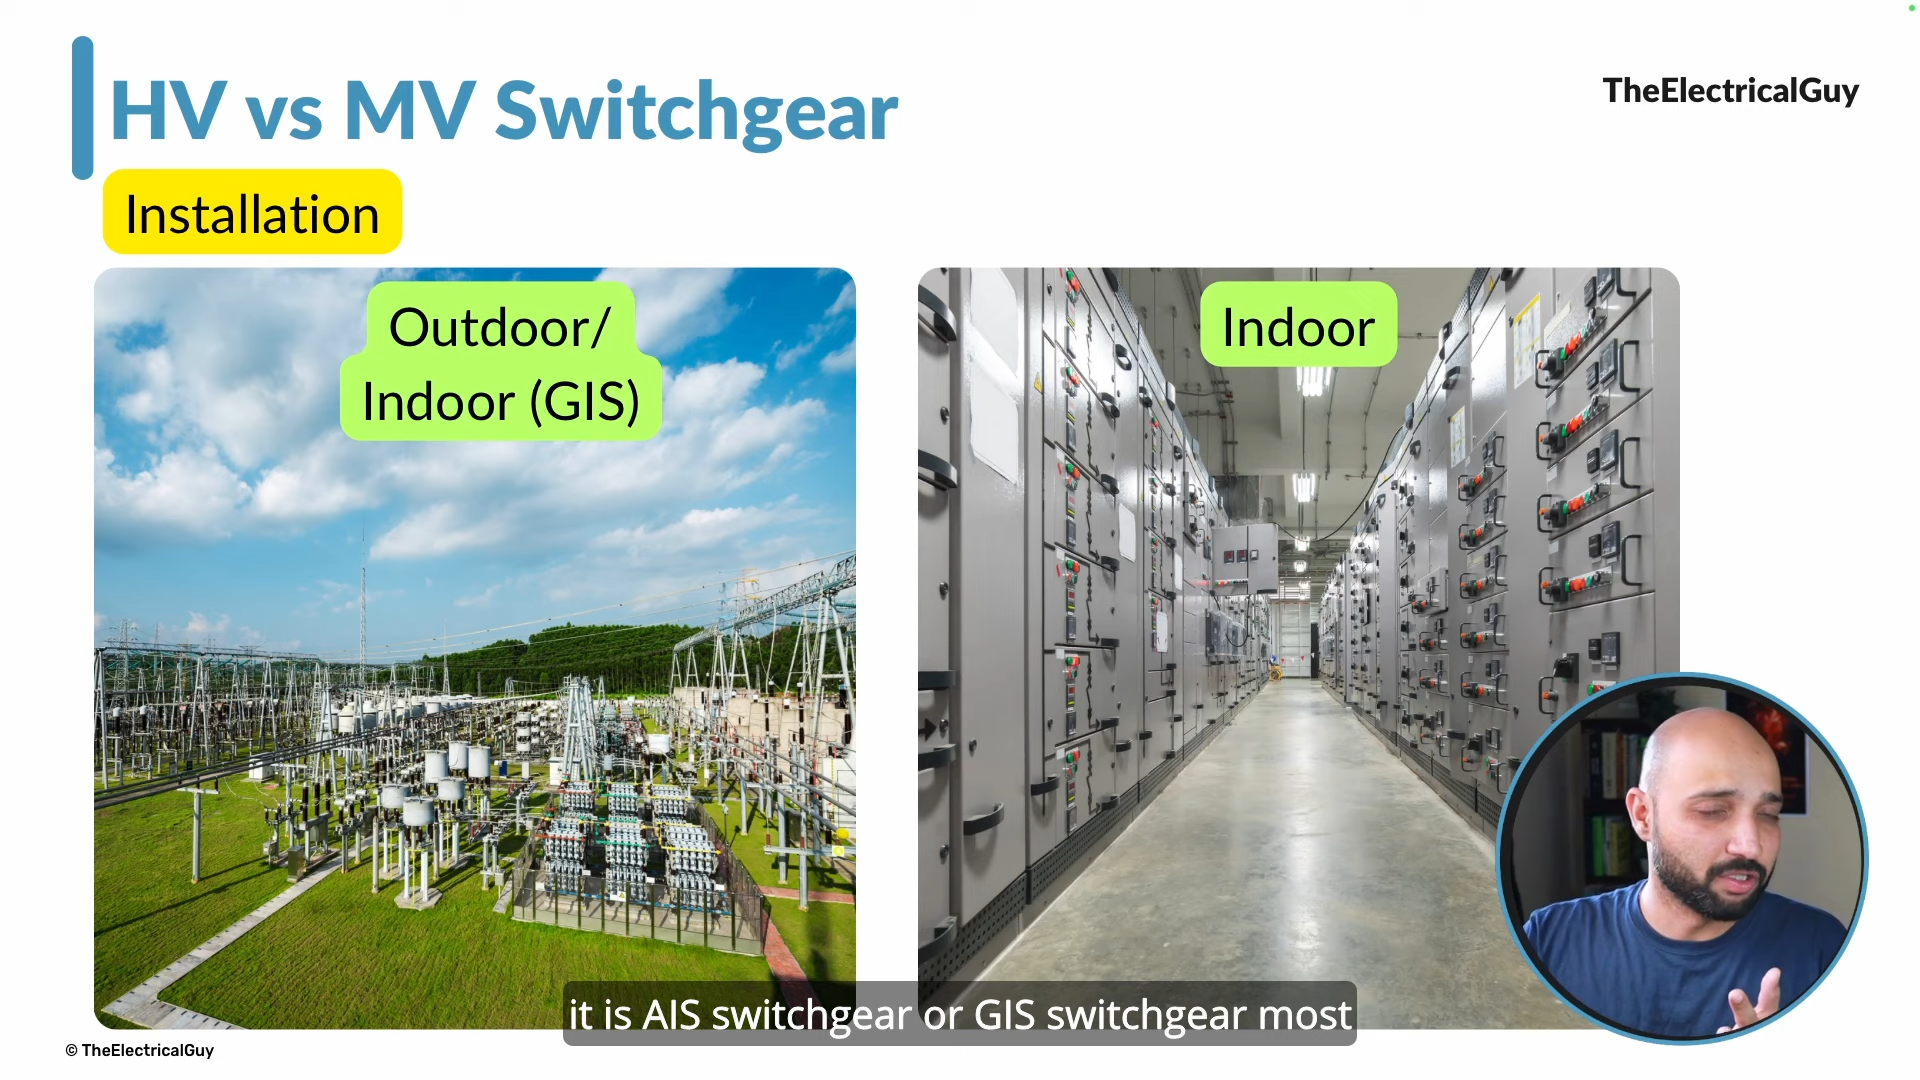 HV vs MV Switchgear
TheElectricalGuy
Installation
Outdoor/
Indoor (GIS)
Indoor
it is AIS switchgear or GIS switchgear most
© TheElectricalGuy